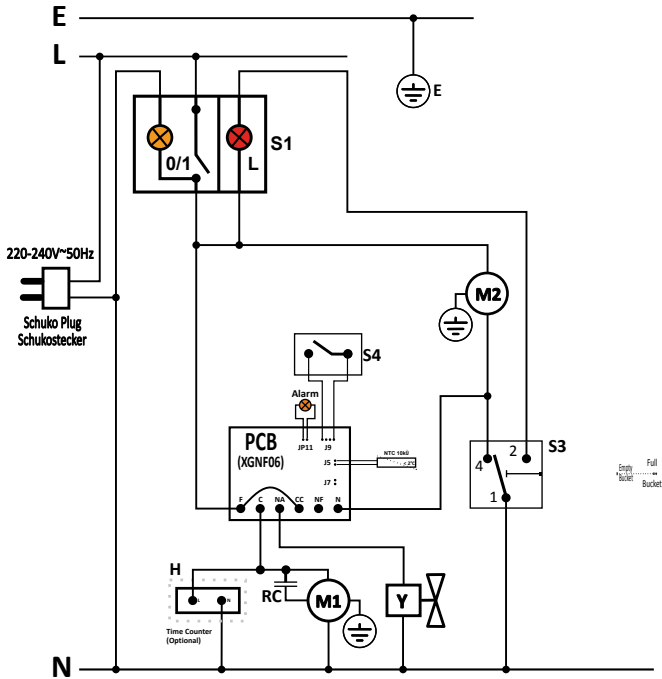 E
L
E
S1
0/1
L
220-240V~50Hz
Schuko Plug
Schukostecker
M2
S4
Alarm
PCB
(XGNF06)
JP11
J9
J5
NTC 10kΩ
< 2°C
J7
F C NA CC NF N
S3
4
2
1
Empty
Bucket
Full
Bucket
H
L
N
Time Counter
(Optional)
RC
M1
Y
N